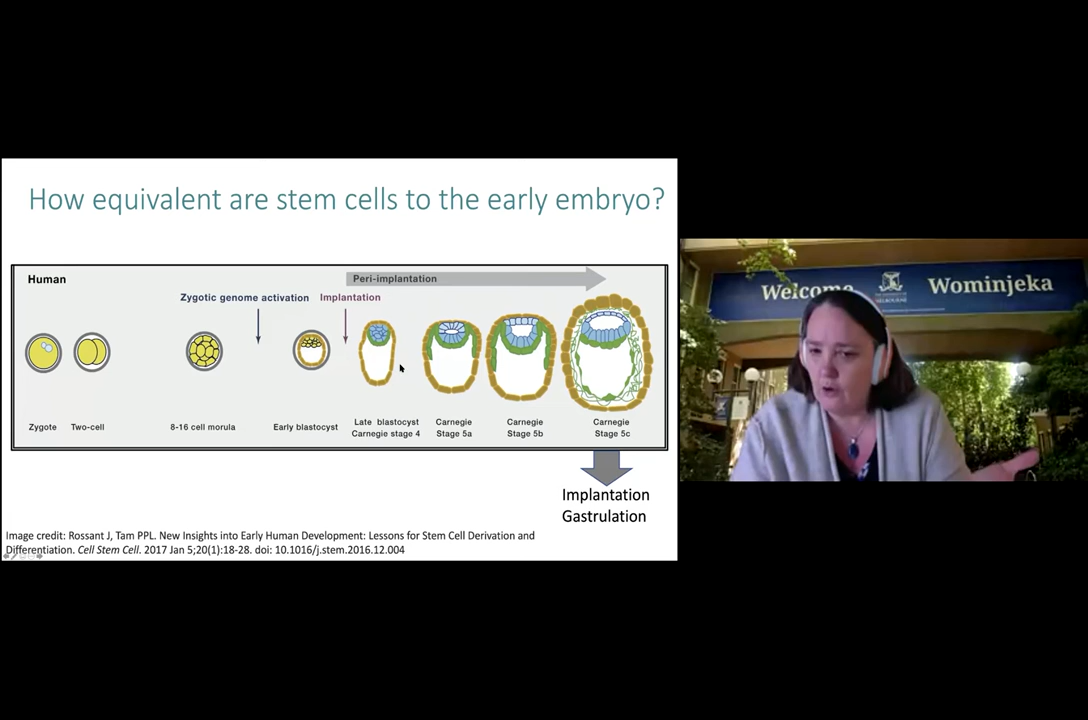 How equivalent are stem cells to the early embryo?
Human
Peri-implantation
Zygotic genome activation
Implantation
Zygote
Two-cell
8-16 cell morula
Early blastocyst
Late blastocyst
Carnegie stage 4
Carnegie
Stage 5a
Carnegie
Stage 5b
Carnegie
Stage 5c
Implantation
Gastrulation
Image credit: Rossant J, Tam PPL. New Insights into Early Human Development: Lessons for Stem Cell Derivation and
Differentiation. Cell Stem Cell. 2017 Jan 5;20(1):18-28. doi: 10.1016/j.stem.2016.12.004
Welcome
MELBOURNE
Wominjeka